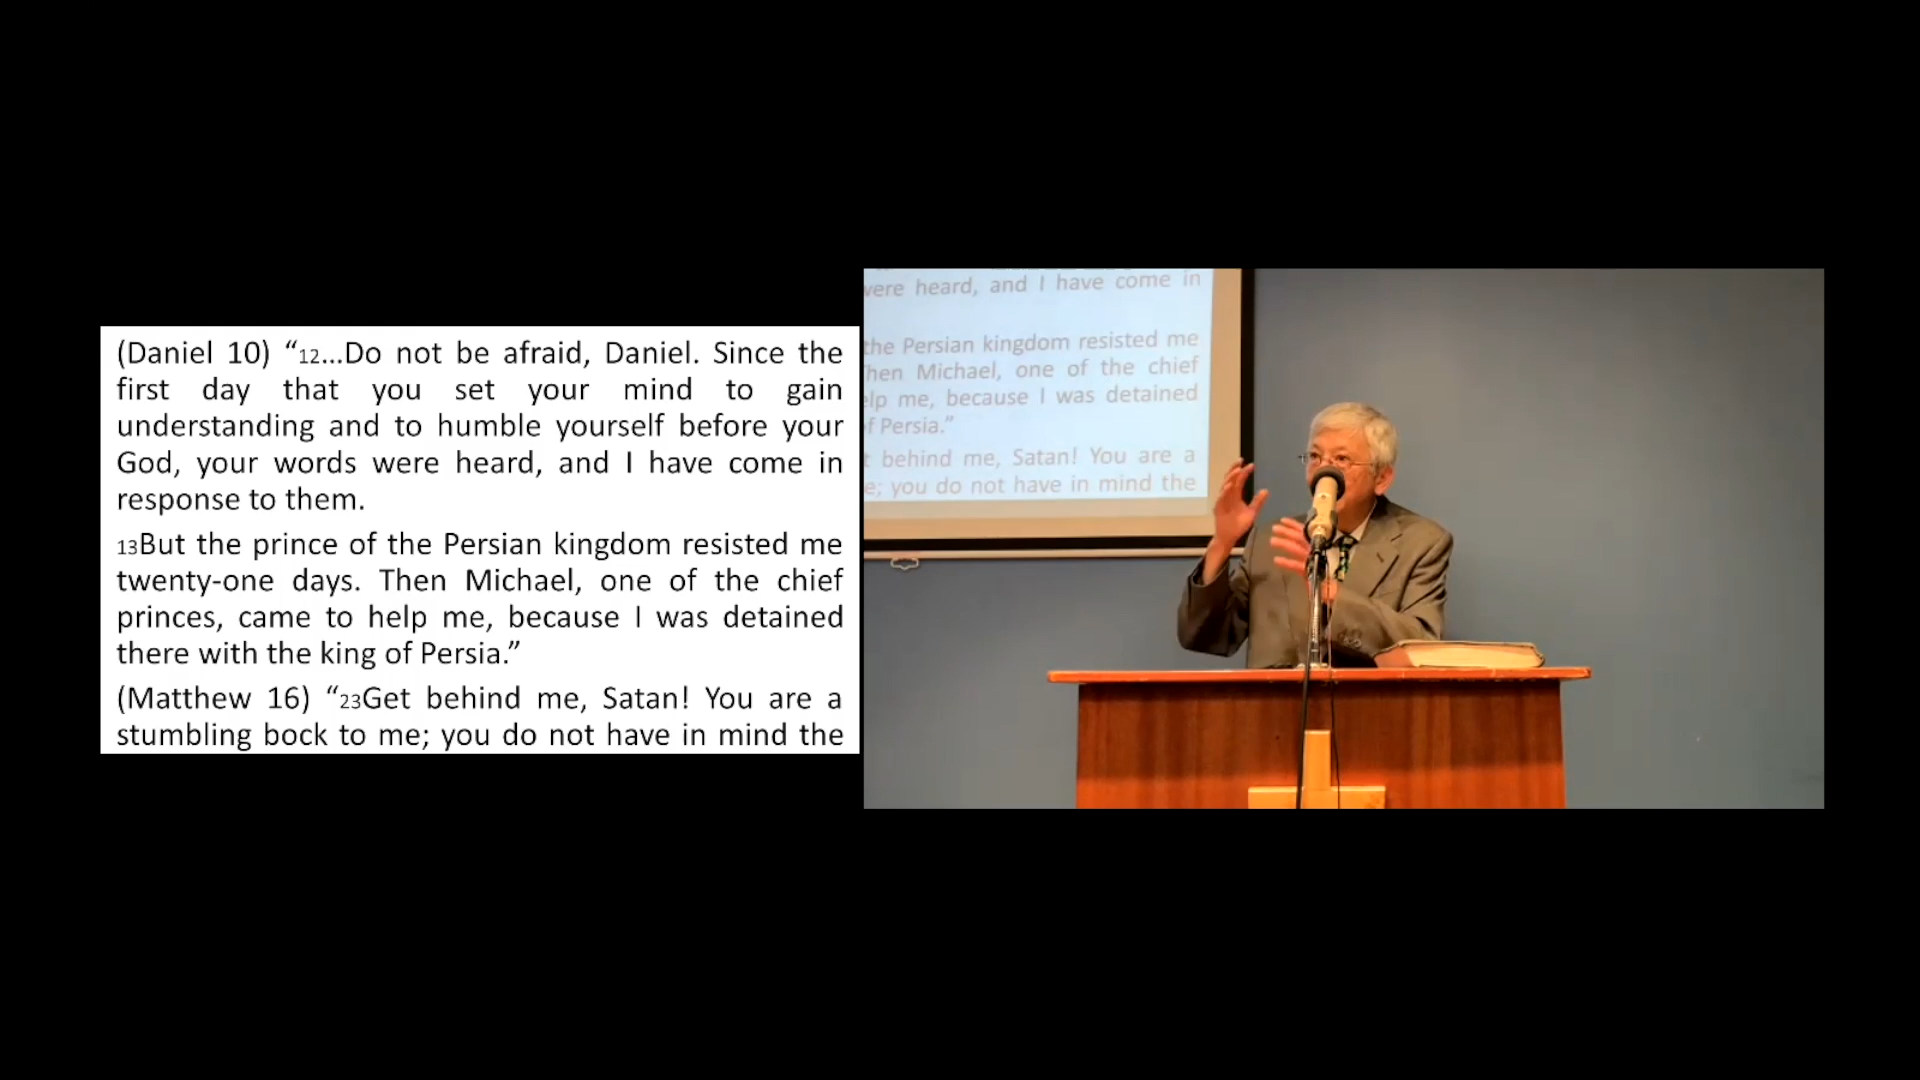 (Daniel 10) “12...Do not be afraid, Daniel. Since the
first day that you set your mind to gain
understanding and to humble yourself before your
God, your words were heard, and I have come in
response to them.
13But the prince of the Persian kingdom resisted me
twenty-one days. Then Michael, one of the chief
princes, came to help me, because I was detained
there with the king of Persia.”
(Matthew 16) “23Get behind me, Satan! You are a
stumbling bock to me; you do not have in mind the
were heard, and I have come in
the Persian kingdom resisted me
Then Michael, one of the chief
elp me, because I was detained
of Persia.”
t behind me, Satan! You are a
e; you do not have in mind the